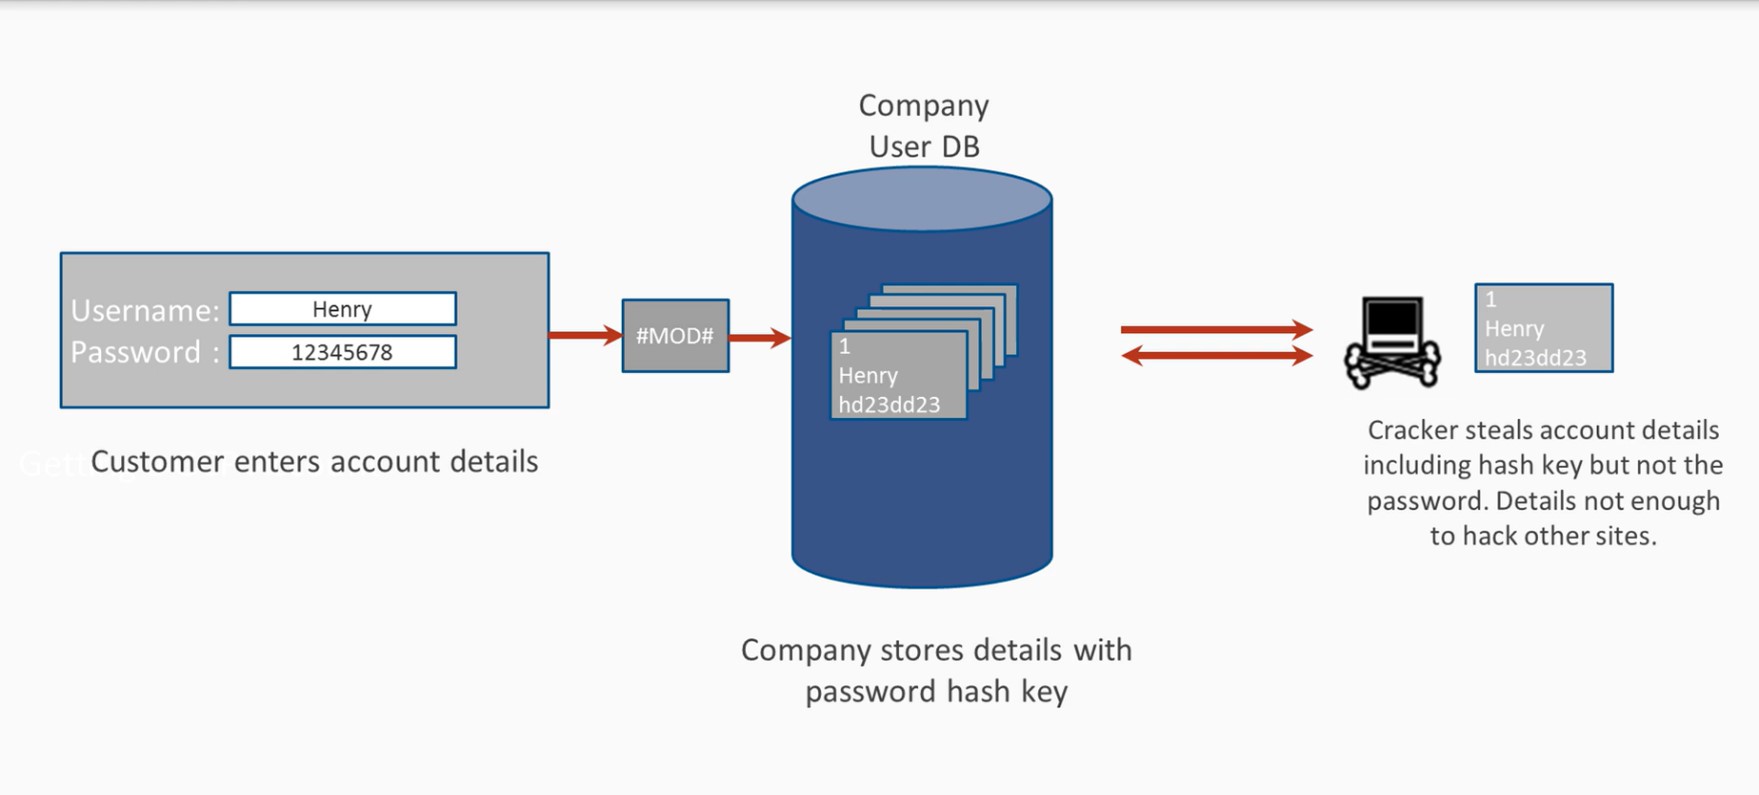 Company
User DB
Username: Henry
Password : 12345678
#MOD#
1
Henry
hd23dd23
1
Henry
hd23dd23
Customer enters account details
Cracker steals account details
including hash key but not the
password. Details not enough
to hack other sites.
Company stores details with
password hash key